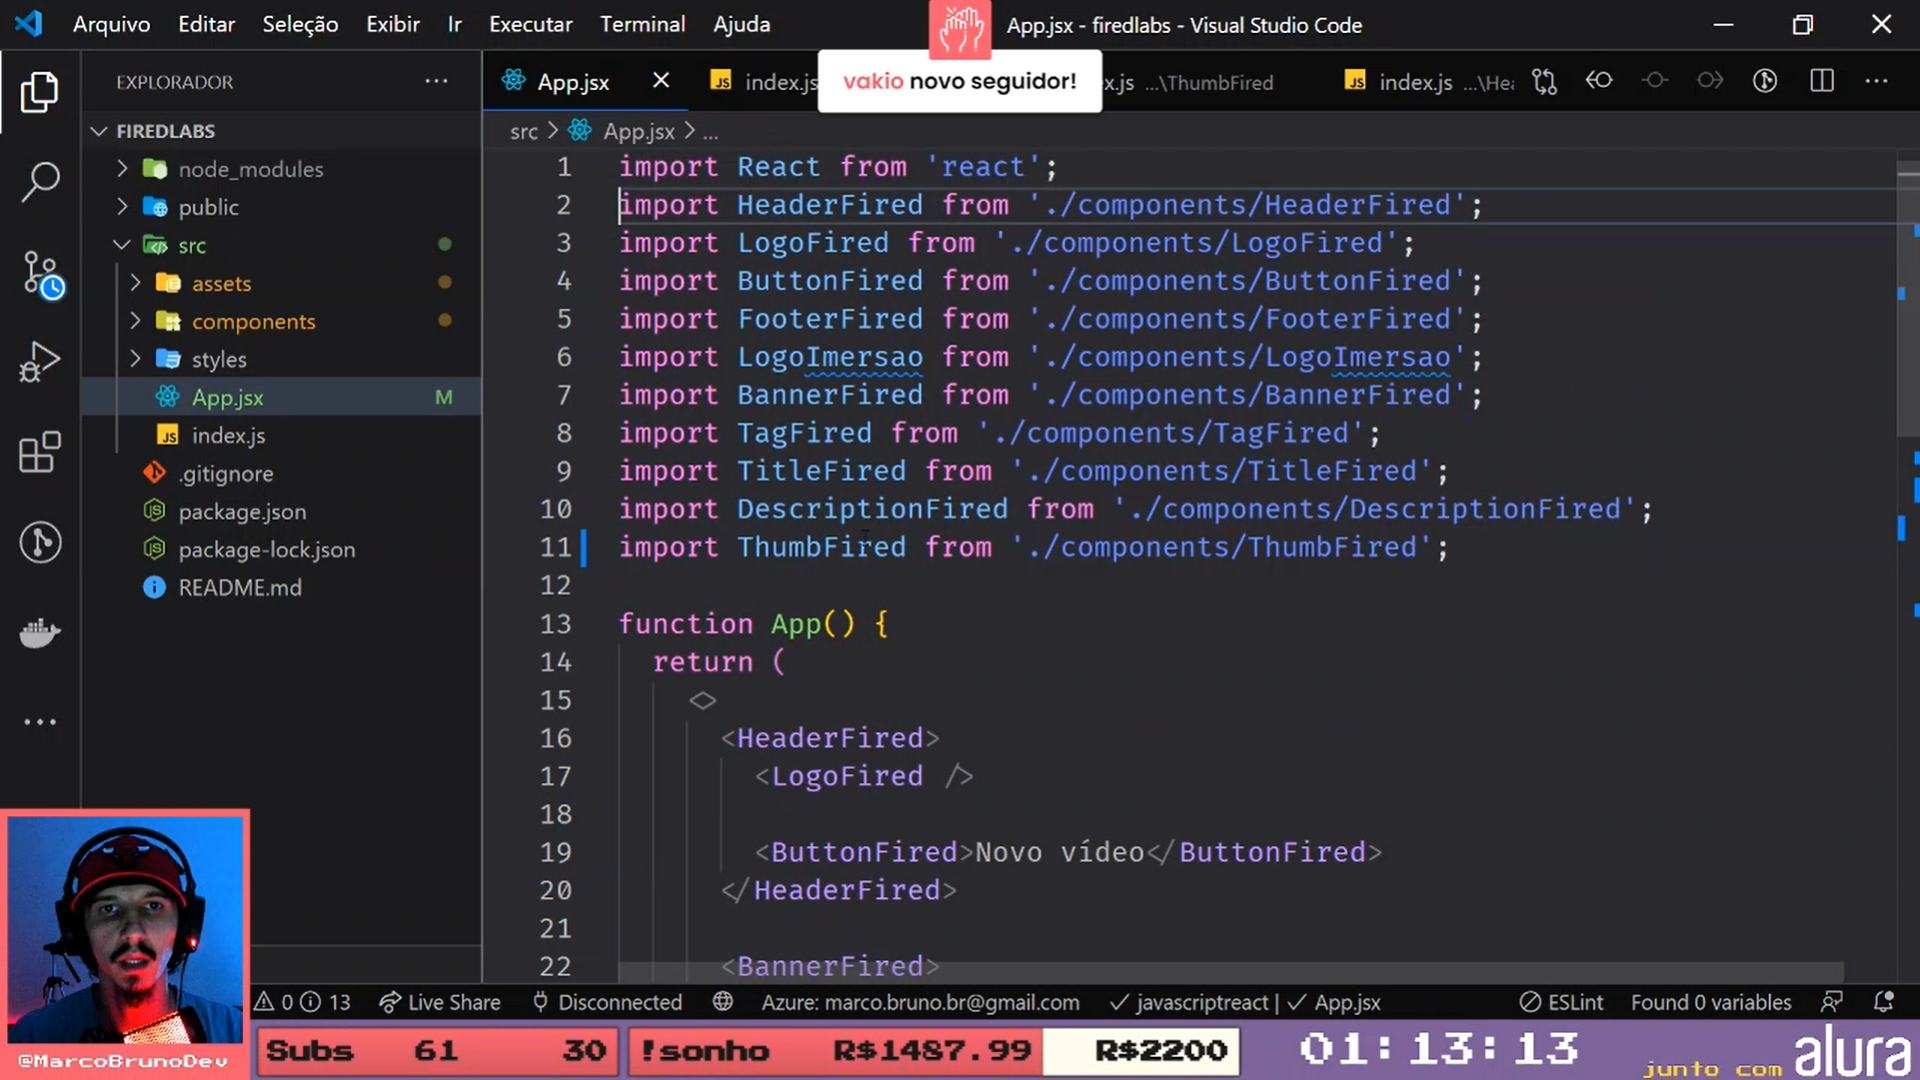 Arquivo Editar Seleção Exibir Ir Executar Terminal Ajuda
App.jsx - firedlabs - Visual Studio Code
vakio novo seguidor!
EXPLORADOR
App.jsx index.js x.js ...\ThumbFired index.js ...\Hea
src > App.jsx > ...
FIREDLABS
node_modules
public
src
assets
components
styles
App.jsx M
index.js
.gitignore
package.json
package-lock.json
README.md
1 import React from 'react';
2 import HeaderFired from './components/HeaderFired';
3 import LogoFired from './components/LogoFired';
4 import ButtonFired from './components/ButtonFired';
5 import FooterFired from './components/FooterFired';
6 import LogoImersao from './components/LogoImersao';
7 import BannerFired from './components/BannerFired';
8 import TagFired from './components/TagFired';
9 import TitleFired from './components/TitleFired';
10 import DescriptionFired from './components/DescriptionFired';
11 import ThumbFired from './components/ThumbFired';
12
13 function App() {
14 return (
15 <>
16 <HeaderFired>
17 <LogoFired />
18
19 <ButtonFired>Novo vídeo</ButtonFired>
20 </HeaderFired>
21
22 <BannerFired>
0 13 Live Share Disconnected Azure: marco.bruno.br@gmail.com javascriptreact | App.jsx ESLint Found 0 variables
@MarcoBrunoDev
Subs 61 30 !sonho R$1487.99 R$2200 01:13:13 junto com alura